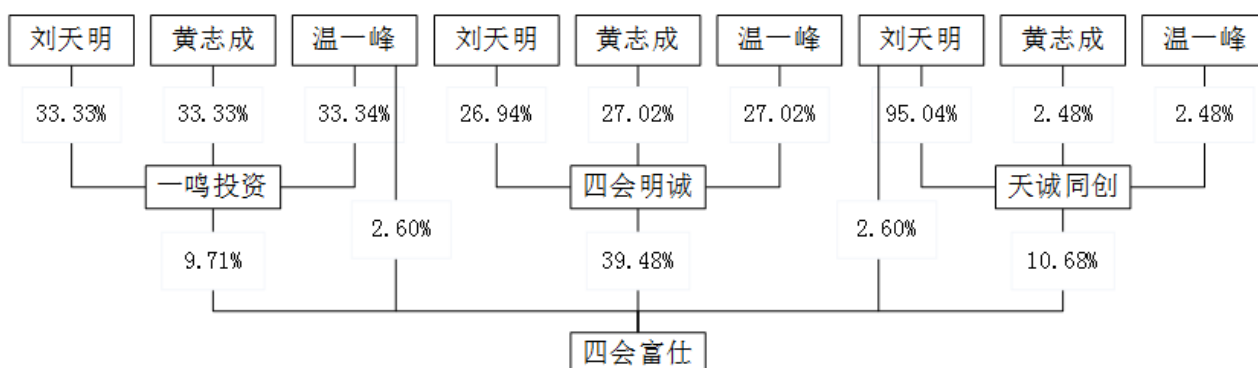 刘天明 黄志成 温一峰 刘天明 黄志成 温一峰 刘天明 黄志成 温一峰
33.33% 33.33% 33.34% 26.94% 27.02% 27.02% 95.04% 2.48% 2.48%
一鸣投资 四会明诚 天诚同创
2.60% 2.60%
9.71% 39.48% 10.68%
四会富仕